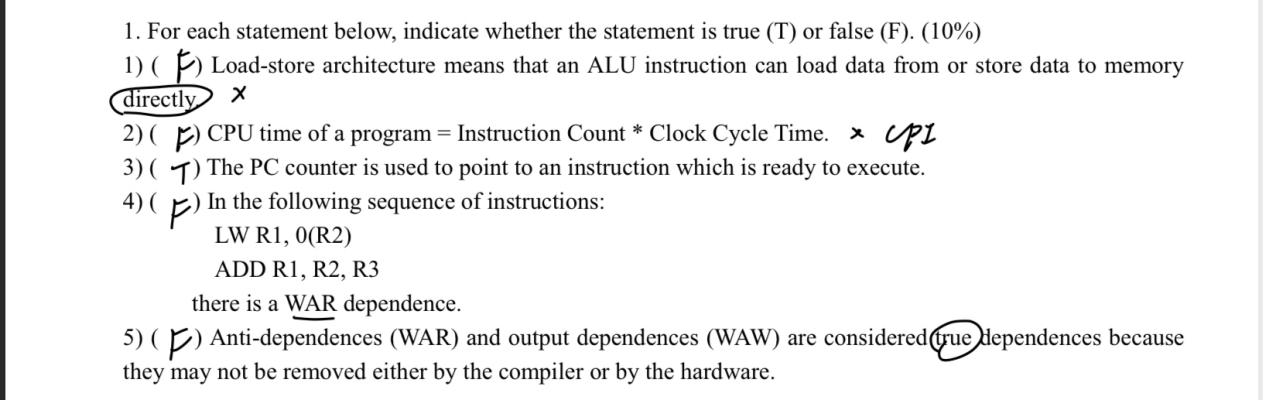 1. For each statement below, indicate whether the statement is true (T) or false (F). (10%)
1) ( F ) Load-store architecture means that an ALU instruction can load data from or store data to memory
directly. ×
2) ( F ) CPU time of a program = Instruction Count * Clock Cycle Time. × CPI
3) ( T ) The PC counter is used to point to an instruction which is ready to execute.
4) ( F ) In the following sequence of instructions:
LW R1, 0(R2)
ADD R1, R2, R3
there is a WAR dependence.
5) ( F ) Anti-dependences (WAR) and output dependences (WAW) are considered true dependences because
they may not be removed either by the compiler or by the hardware.